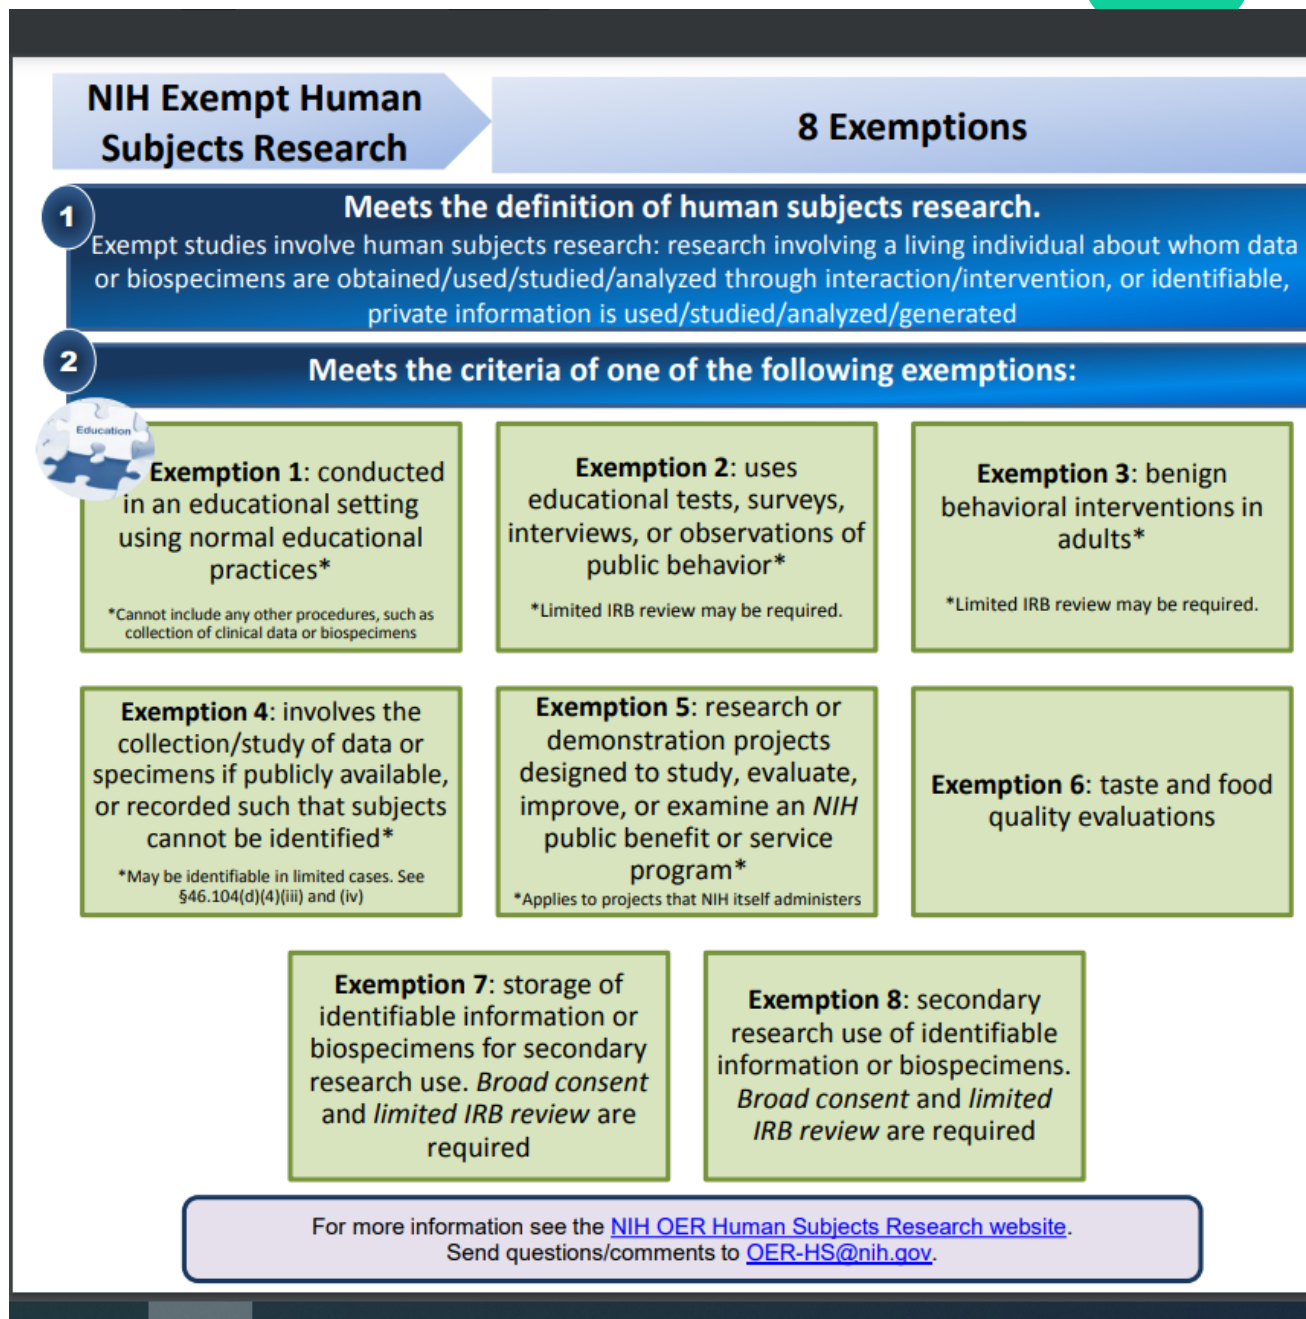 NIH Exempt Human
Subjects Research
8 Exemptions
1
Meets the definition of human subjects research.
Exempt studies involve human subjects research: research involving a living individual about whom data
or biospecimens are obtained/used/studied/analyzed through interaction/intervention, or identifiable,
private information is used/studied/analyzed/generated
2
Meets the criteria of one of the following exemptions:
Education
Exemption 1: conducted
in an educational setting
using normal educational
practices*
*Cannot include any other procedures, such as
collection of clinical data or biospecimens
Exemption 2: uses
educational tests, surveys,
interviews, or observations of
public behavior*
*Limited IRB review may be required.
Exemption 3: benign
behavioral interventions in
adults*
*Limited IRB review may be required.
Exemption 4: involves the
collection/study of data or
specimens if publicly available,
or recorded such that subjects
cannot be identified*
*May be identifiable in limited cases. See
§46.104(d)(4)(iii) and (iv)
Exemption 5: research or
demonstration projects
designed to study, evaluate,
improve, or examine an NIH
public benefit or service
program*
*Applies to projects that NIH itself administers
Exemption 6: taste and food
quality evaluations
Exemption 7: storage of
identifiable information or
biospecimens for secondary
research use. Broad consent
and limited IRB review are
required
Exemption 8: secondary
research use of identifiable
information or biospecimens.
Broad consent and limited
IRB review are required
For more information see the NIH OER Human Subjects Research website.
Send questions/comments to OER-HS@nih.gov.